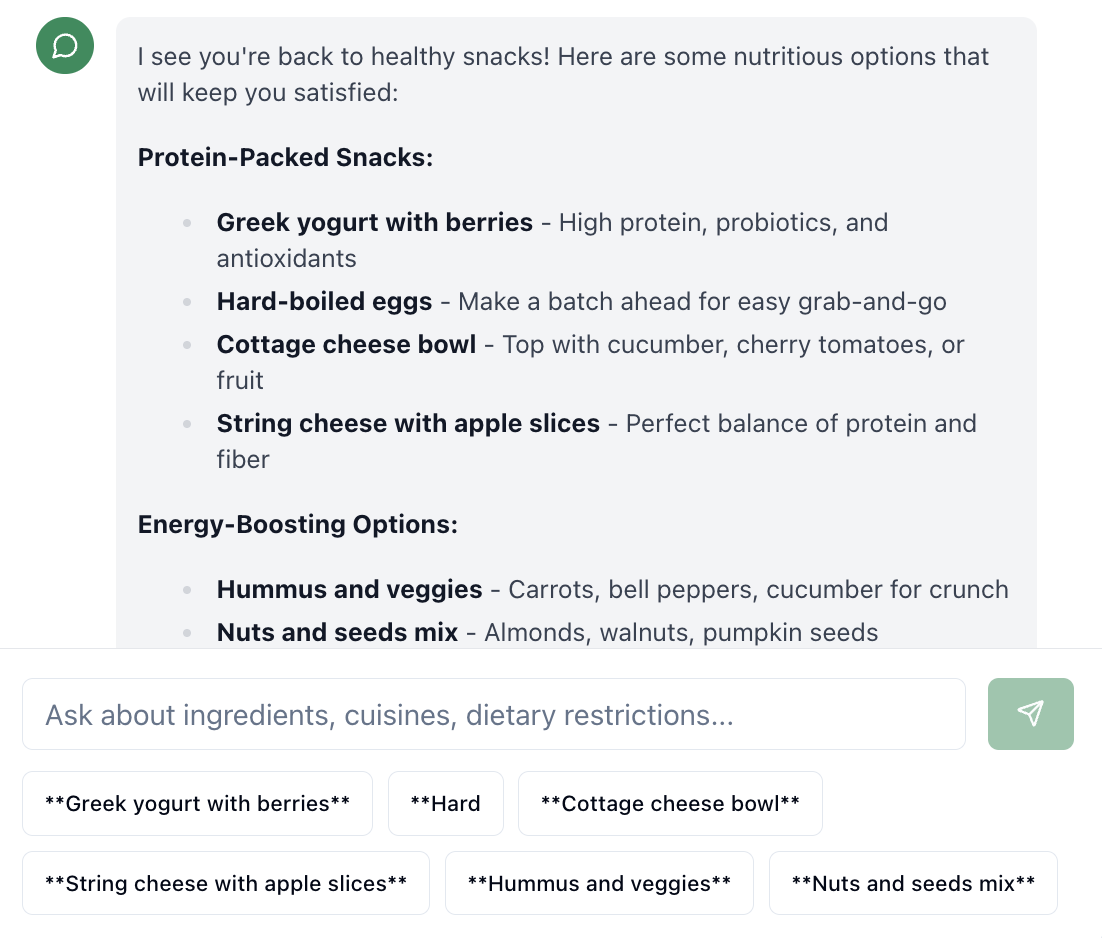 I see you're back to healthy snacks! Here are some nutritious options that
will keep you satisfied:
Protein-Packed Snacks:
Greek yogurt with berries - High protein, probiotics, and
antioxidants
Hard-boiled eggs - Make a batch ahead for easy grab-and-go
Cottage cheese bowl - Top with cucumber, cherry tomatoes, or
fruit
String cheese with apple slices - Perfect balance of protein and
fiber
Energy-Boosting Options:
Hummus and veggies - Carrots, bell peppers, cucumber for crunch
Nuts and seeds mix - Almonds, walnuts, pumpkin seeds
Ask about ingredients, cuisines, dietary restrictions...
**Greek yogurt with berries** **Hard **Cottage cheese bowl**
**String cheese with apple slices** **Hummus and veggies** **Nuts and seeds mix**